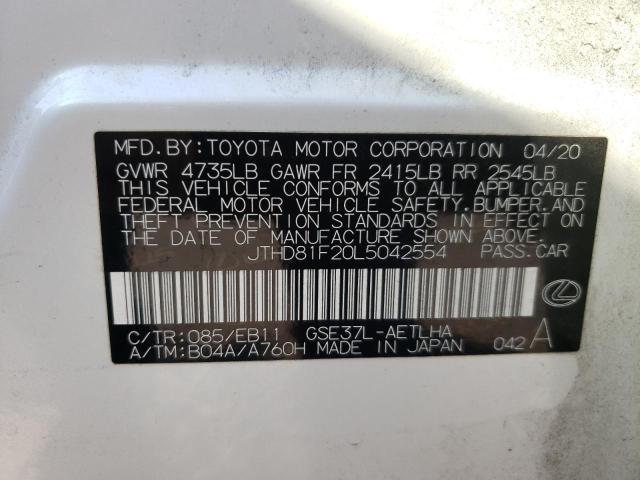 MFD.BY:TOYOTA MOTOR CORPORATION 04/20
GVWR 4735LB GAWR FR 2415LB RR 2545LB
THIS VEHICLE CONFORMS TO ALL APPLICABLE
FEDERAL MOTOR VEHICLE SAFETY,BUMPER,AND
THEFT PREVENTION STANDARDS IN EFFECT ON
THE DATE OF MANUFACTURE SHOWN ABOVE.
JTHD81F20L5042554 PASS.CAR
C/TR:085/EB11 GSE37L-AETLHA
A/TM:B04A/A760H MADE IN JAPAN 042 A